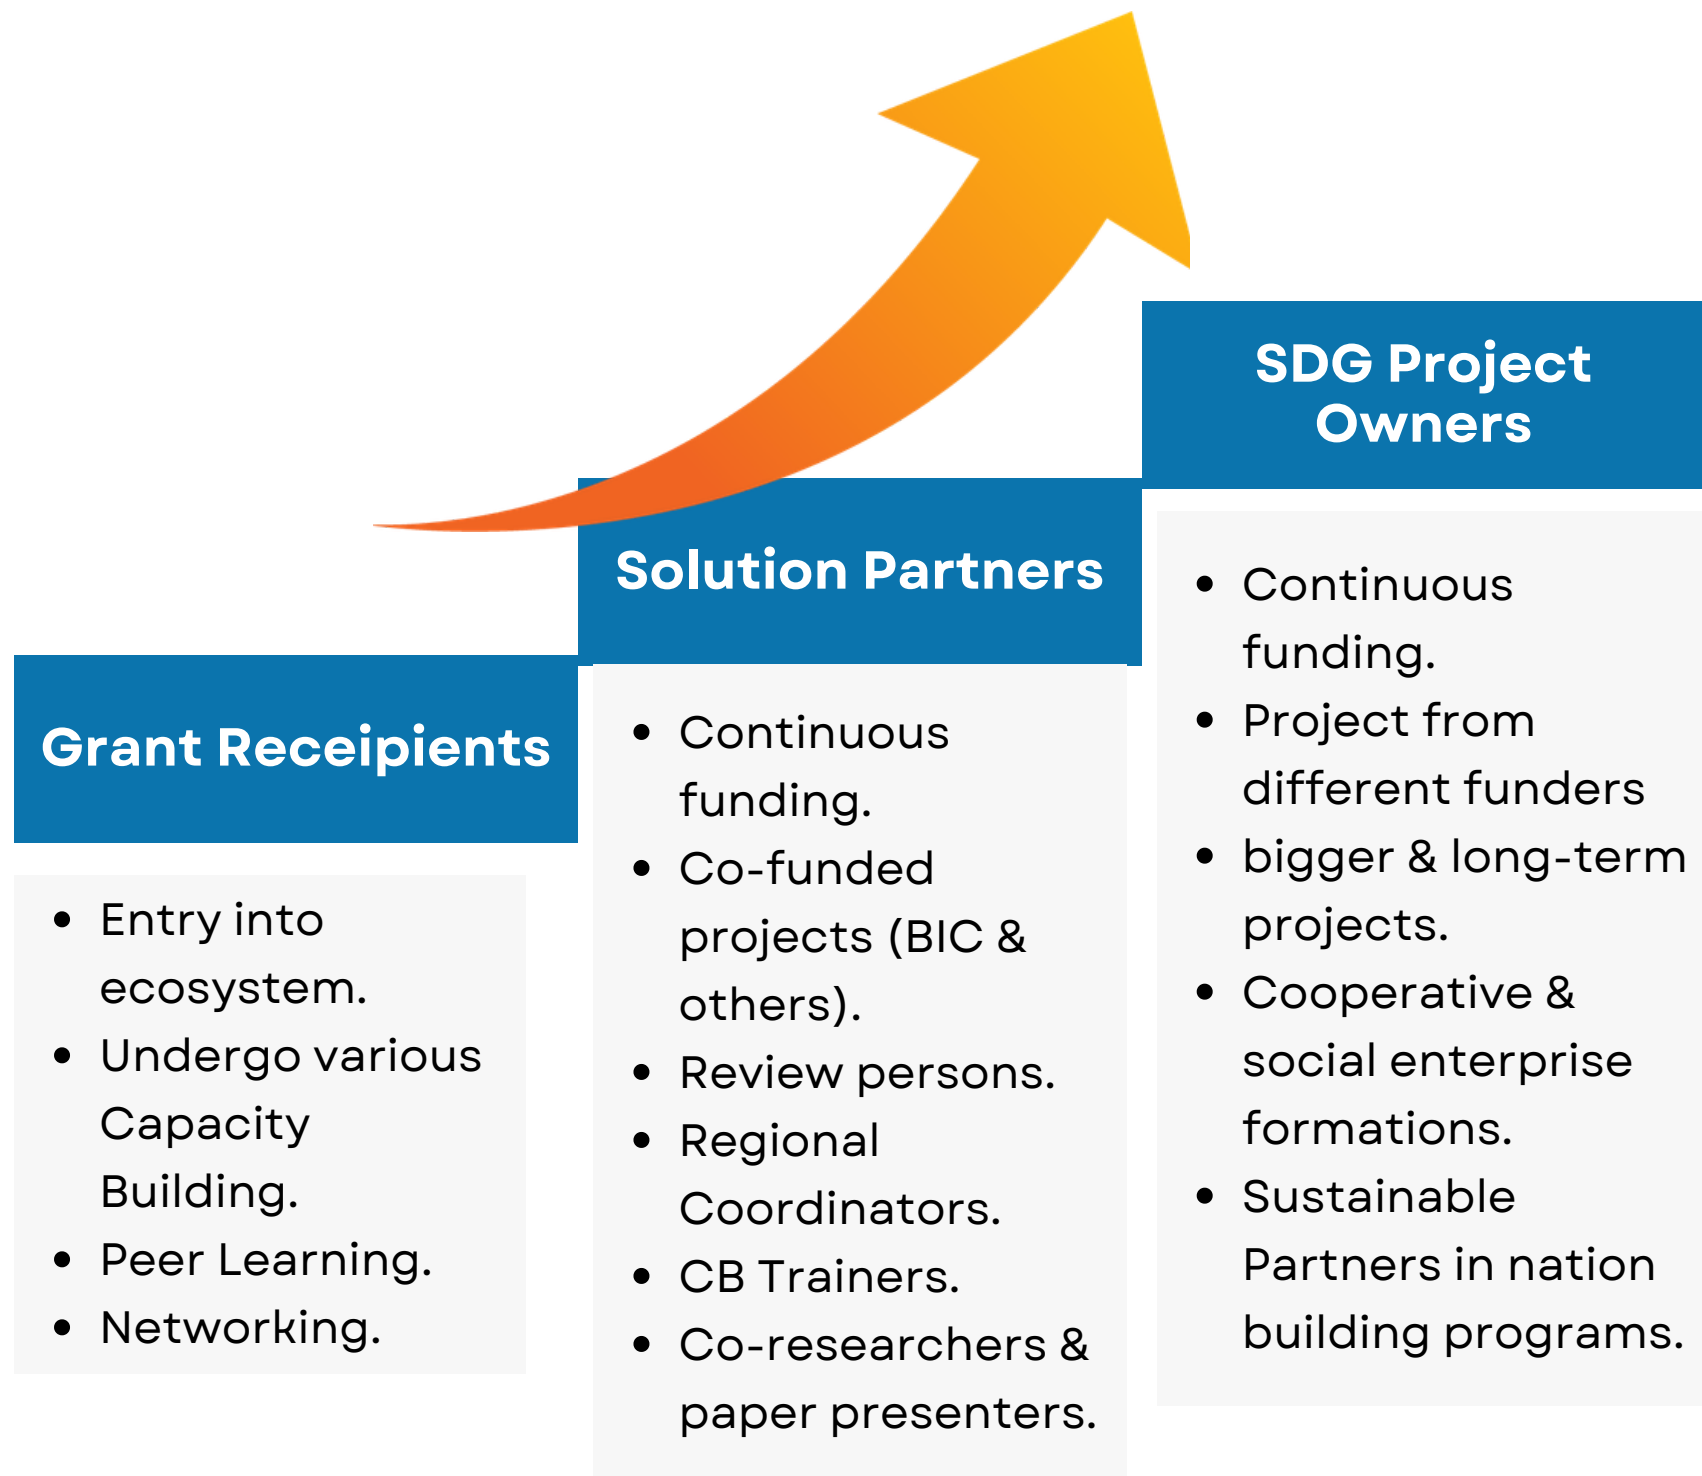 Grant Receipients
• Entry into
ecosystem.
• Undergo various
Capacity
Building.
• Peer Learning.
• Networking.
Solution Partners
• Continuous
funding.
• Co-funded
projects (BIC &
others).
• Review persons.
• Regional
Coordinators.
• CB Trainers.
• Co-researchers &
paper presenters.
SDG Project
Owners
• Continuous
funding.
• Project from
different funders
• bigger & long-term
projects.
• Cooperative &
social enterprise
formations.
• Sustainable
Partners in nation
building programs.